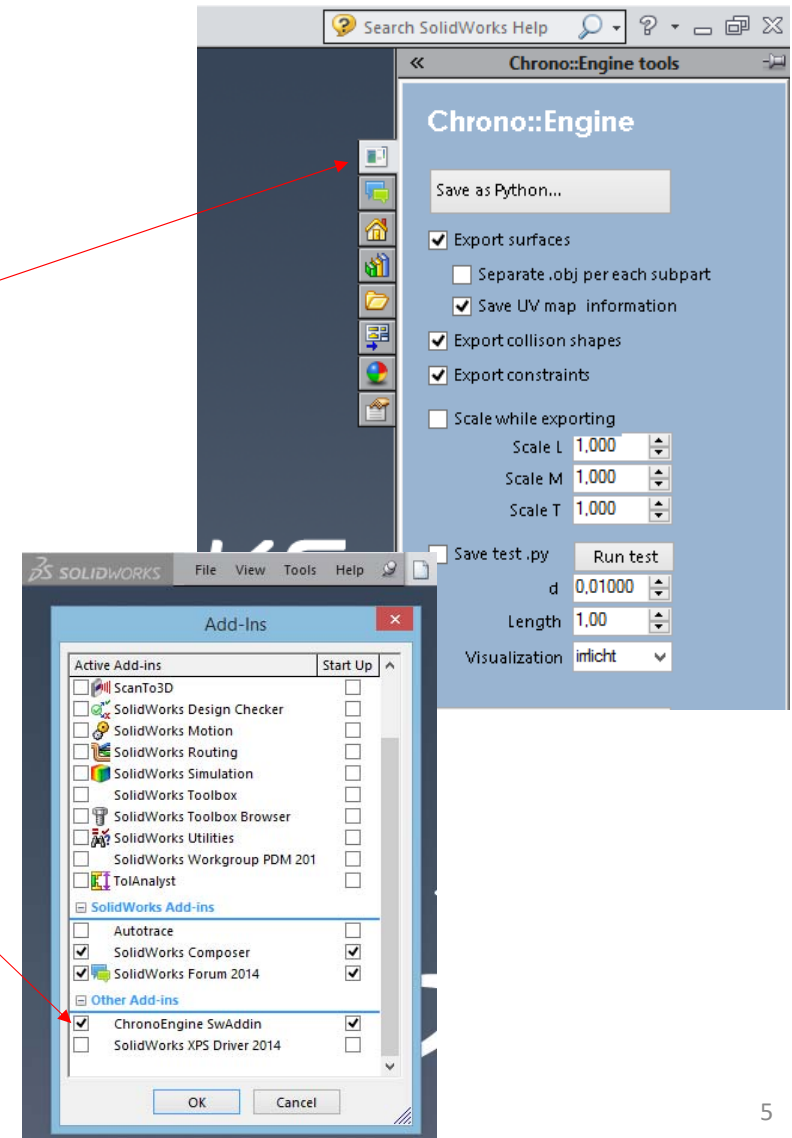 Search SolidWorks Help
Chrono::Engine tools
Chrono::Engine
Save as Python...
Export surfaces
Separate .obj per each subpart
Save UV map information
Export collison shapes
Export constraints
Scale while exporting
Scale L 1,000
Scale M 1,000
Scale T 1,000
Save test .py Run test
d 0,01000
Length 1,00
Visualization irrlicht
SOLIDWORKS File View Tools Help
Add-Ins
Active Add-ins Start Up
ScanTo3D
SolidWorks Design Checker
SolidWorks Motion
SolidWorks Routing
SolidWorks Simulation
SolidWorks Toolbox
SolidWorks Toolbox Browser
SolidWorks Utilities
SolidWorks Workgroup PDM 201
TolAnalyst
SolidWorks Add-ins
Autotrace
SolidWorks Composer
SolidWorks Forum 2014
Other Add-ins
ChronoEngine SwAddin
SolidWorks XPS Driver 2014
OK Cancel
5